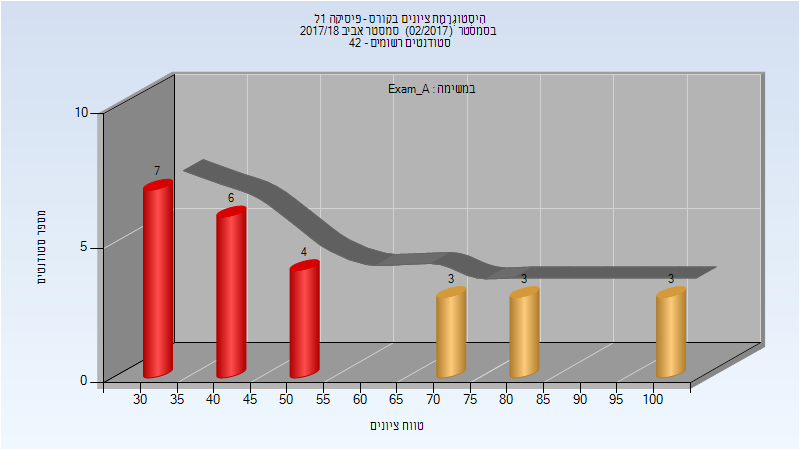 היסטוגרמת ציונים בקורס - פיסיקה 1ל
בסמסטר (02/2017) סמסטר אביב 2017/18
סטודנטים רשומים - 42
במשימה : Exam_A
מספר סטודנטים
10
5
0
7
6
4
3
3
3
30 35 40 45 50 55 60 65 70 75 80 85 90 95 100
טווח ציונים